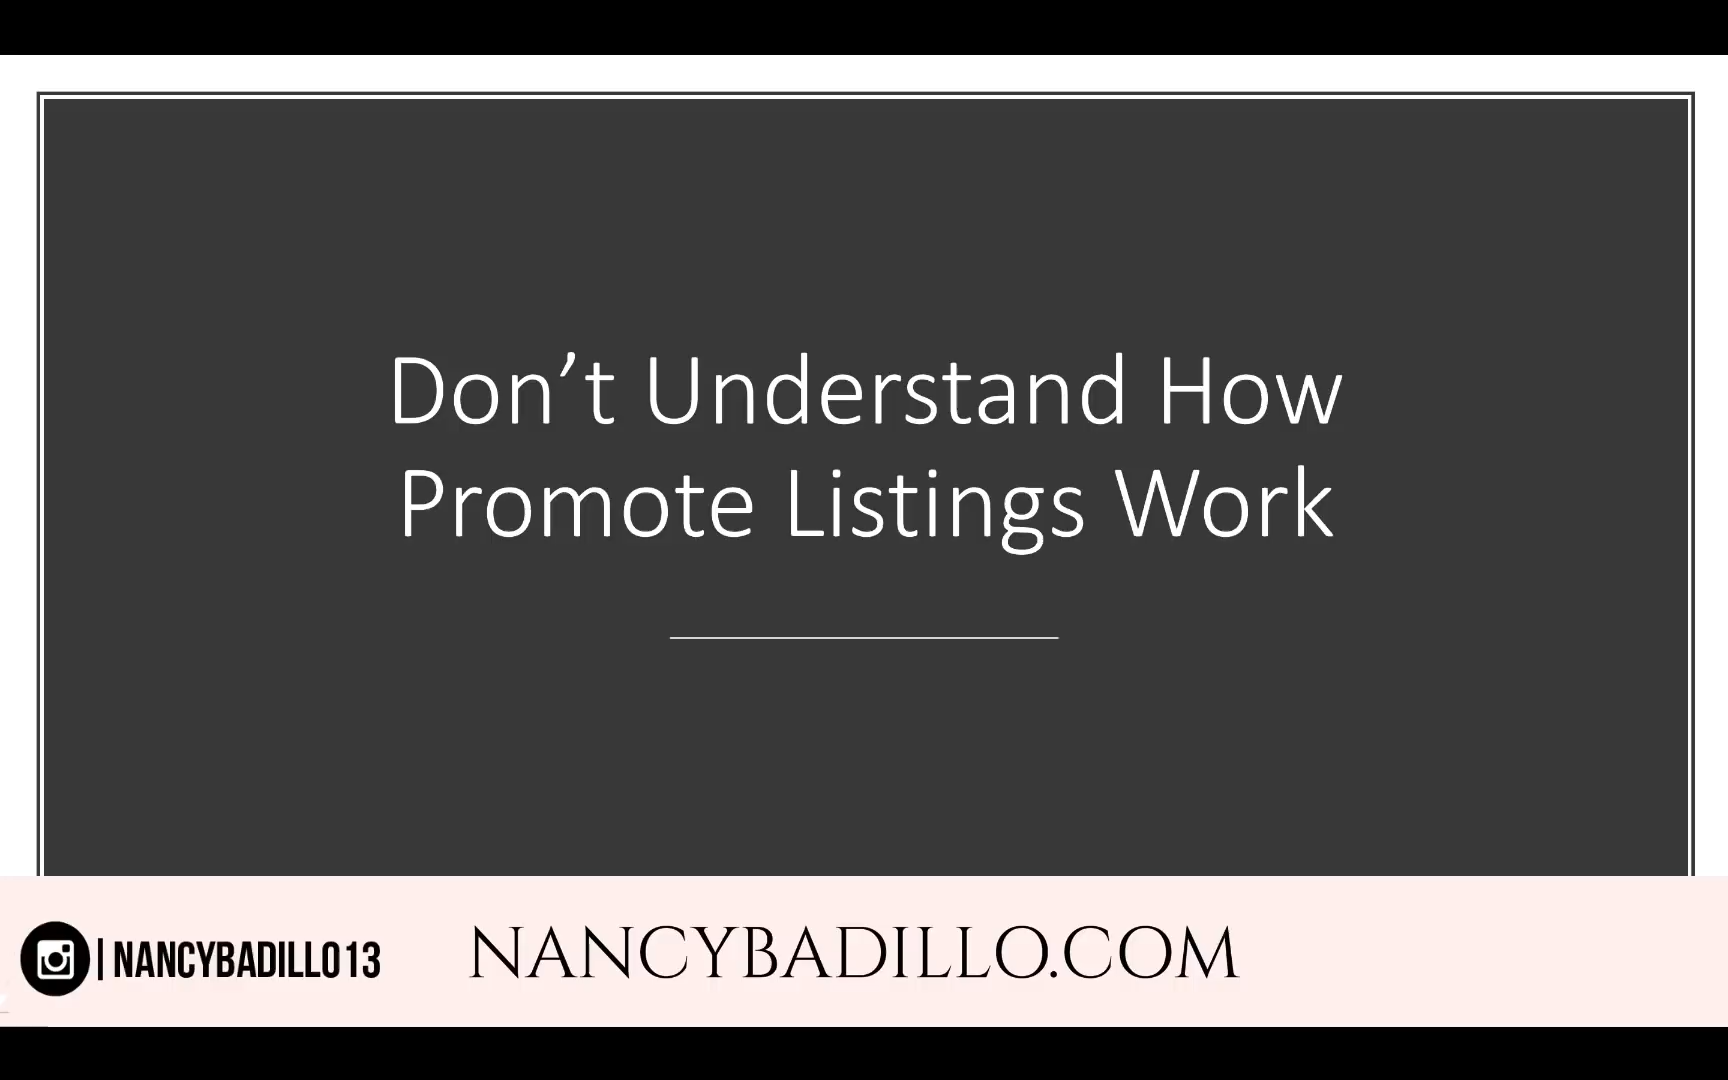 Don’t Understand How
Promote Listings Work
| NANCYBADILLO13
NANCYBADILLO.COM